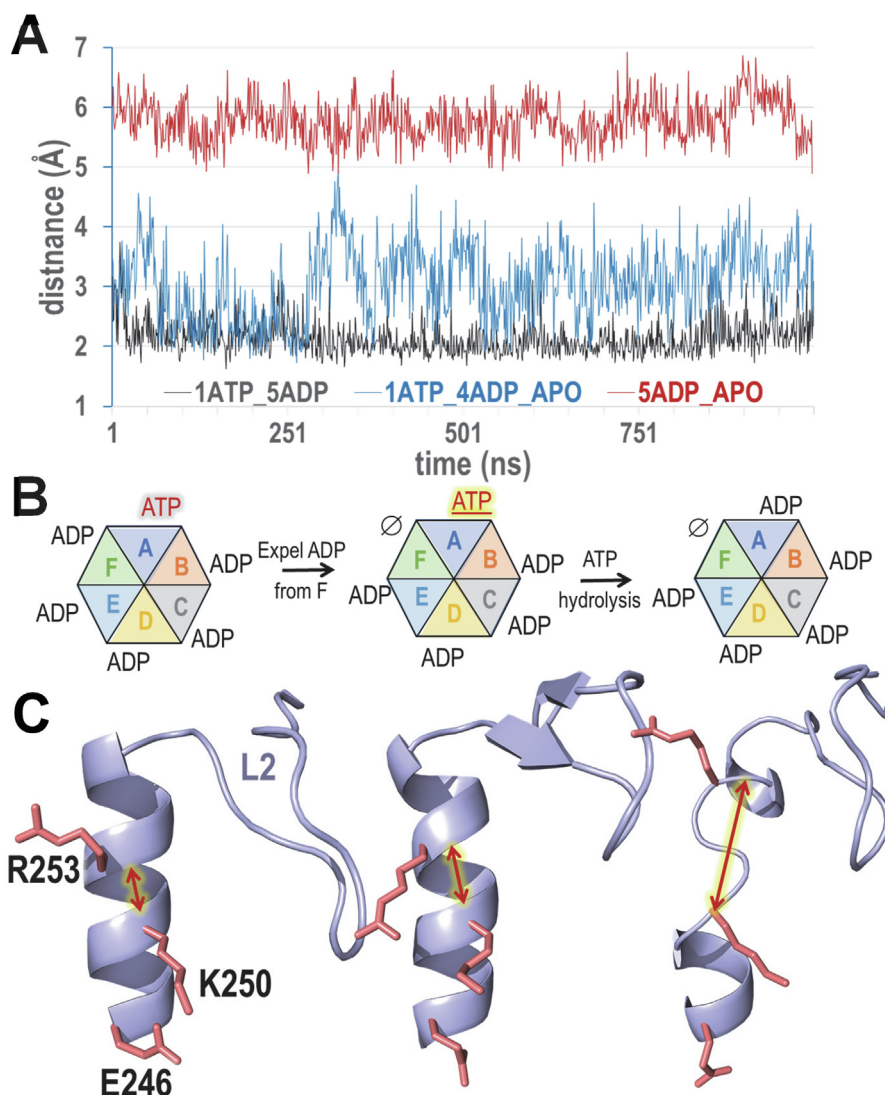 A
7
6
5
4
3
2
1
distnance (Å)
1ATP_5ADP 1ATP_4ADP_APO 5ADP_APO
1 251 501 751
time (ns)
B
ATP ATP ADP
ADP Ø Ø
A A A
F B ADP Expel ADP F B ADP ATP F B ADP
from F hydrolysis
ADP E C ADP E C ADP E C
D ADP D ADP D ADP
ADP ADP ADP
C
L2
R253
K250
E246